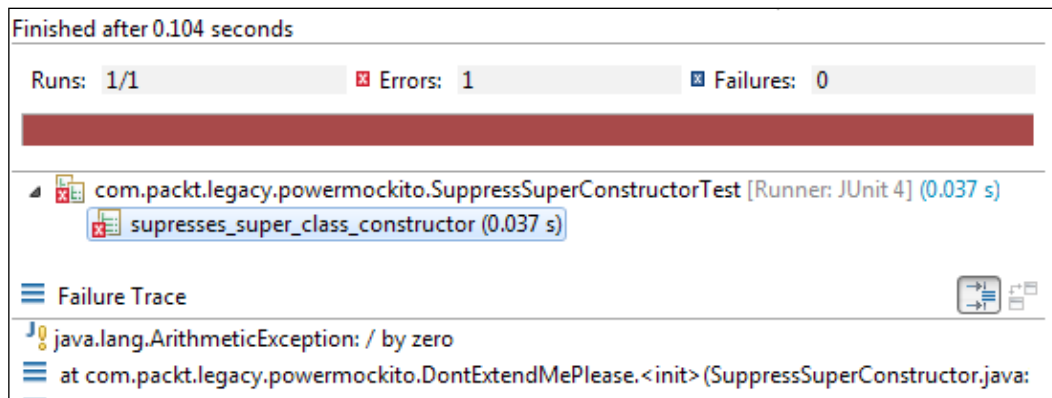 Finished after 0.104 seconds
Runs: 1/1 Errors: 1 Failures: 0
com.packt.legacy.powermockito.SuppressSuperConstructorTest [Runner: JUnit 4] (0.037 s)
supresses_super_class_constructor (0.037 s)
Failure Trace
java.lang.ArithmeticException: / by zero
at com.packt.legacy.powermockito.DontExtendMePlease.<init>(SuppressSuperConstructor.java: